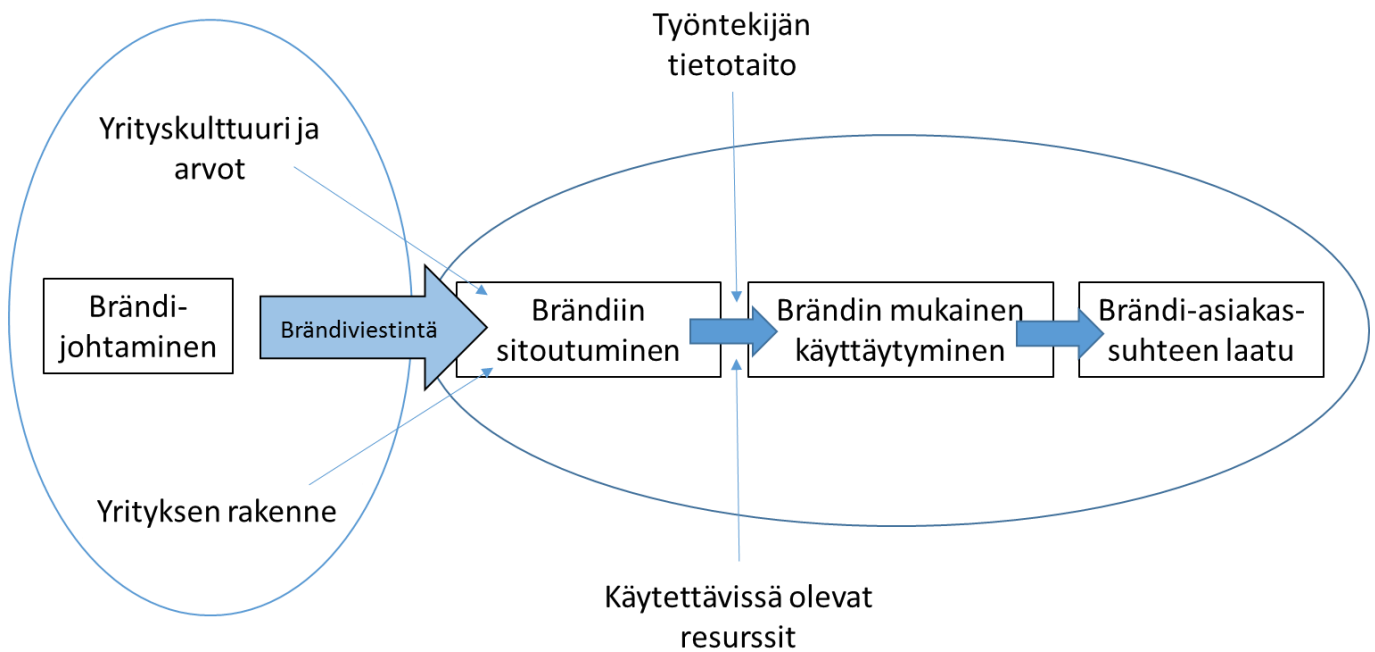 Työntekijän
tietotaito
Yrityskulttuuri ja
arvot
Brändi-
johtaminen
Brändiviestintä
Brändiin
sitoutuminen
Brändin mukainen
käyttäytyminen
Brändi-asiakas-
suhteen laatu
Yrityksen rakenne
Käytettävissä olevat
resurssit